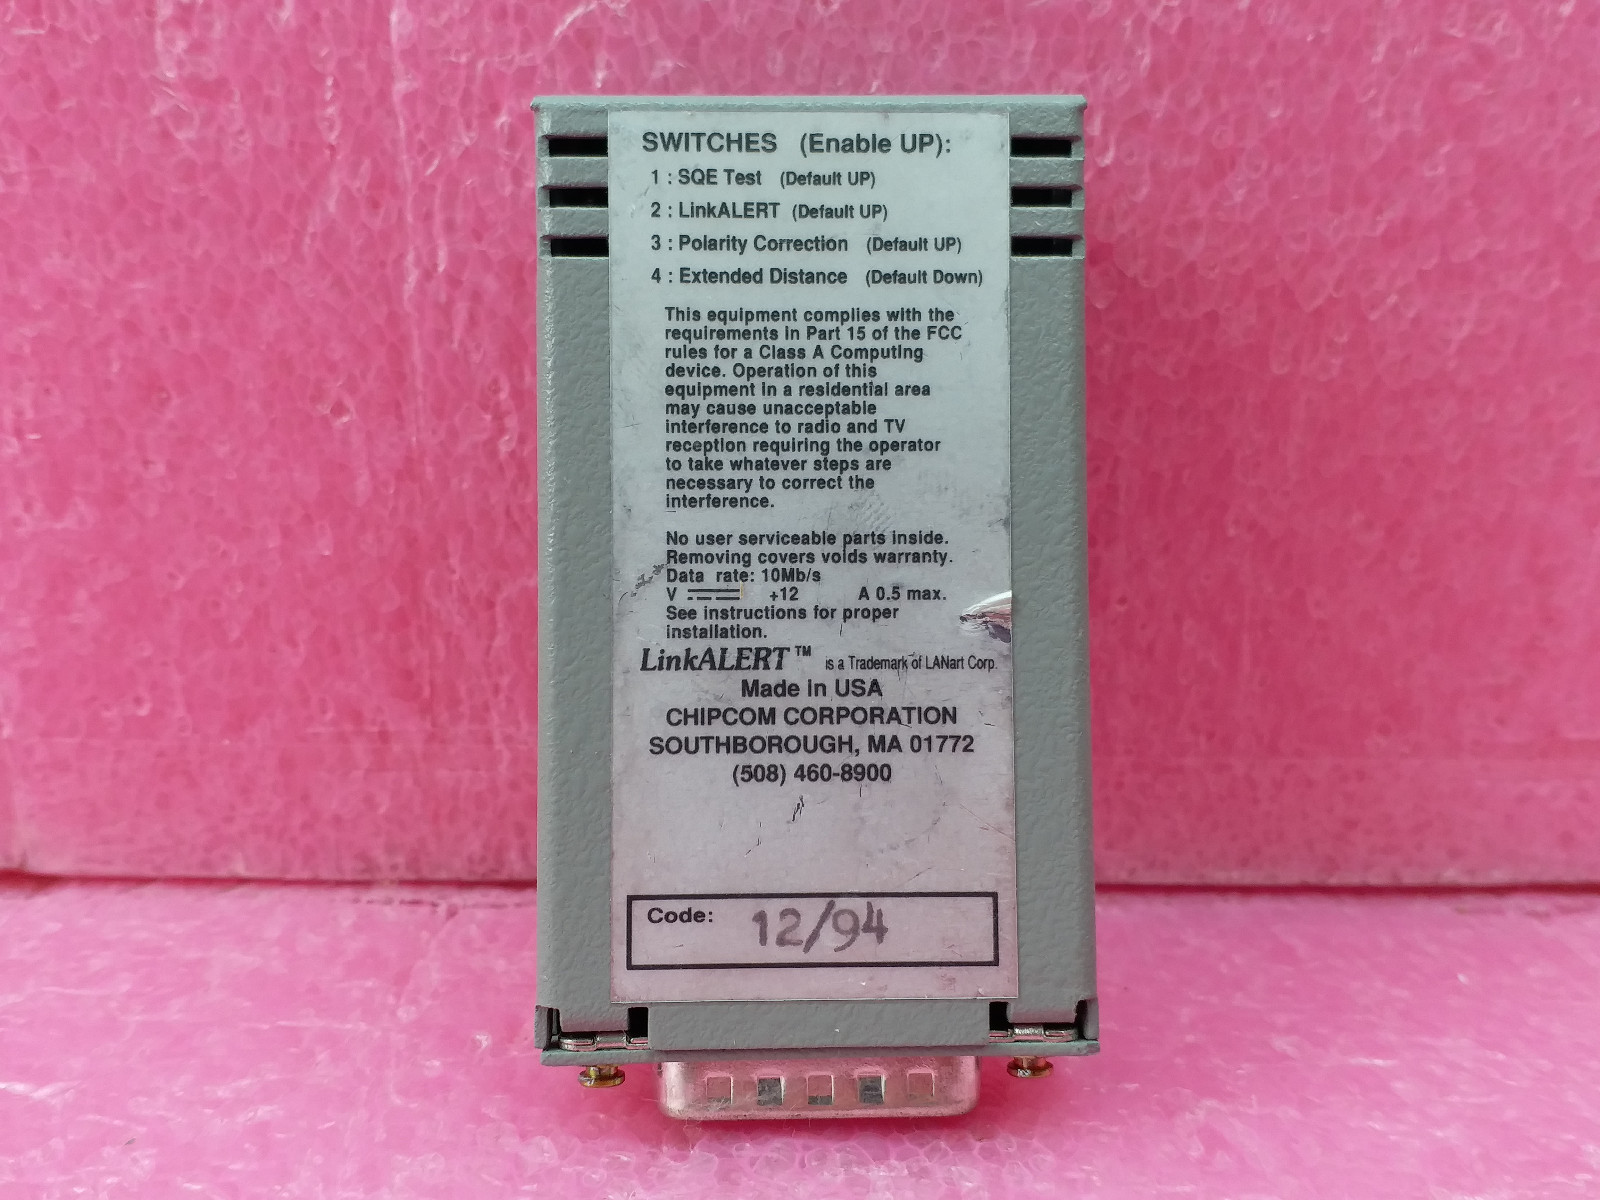 SWITCHES (Enable UP):
1 : SQE Test (Default UP)
2 : LinkALERT (Default UP)
3 : Polarity Correction (Default UP)
4 : Extended Distance (Default Down)
This equipment complies with the
requirements in Part 15 of the FCC
rules for a Class A Computing
device. Operation of this
equipment in a residential area
may cause unacceptable
interference to radio and TV
reception requiring the operator
to take whatever steps are
necessary to correct the
interference.
No user serviceable parts inside.
Removing covers voids warranty.
Data rate: 10Mb/s
V ⎓ +12 A 0.5 max.
See instructions for proper
installation.
LinkALERT™ is a Trademark of LANart Corp.
Made in USA
CHIPCOM CORPORATION
SOUTHBOROUGH, MA 01772
(508) 460-8900
Code: 12/94